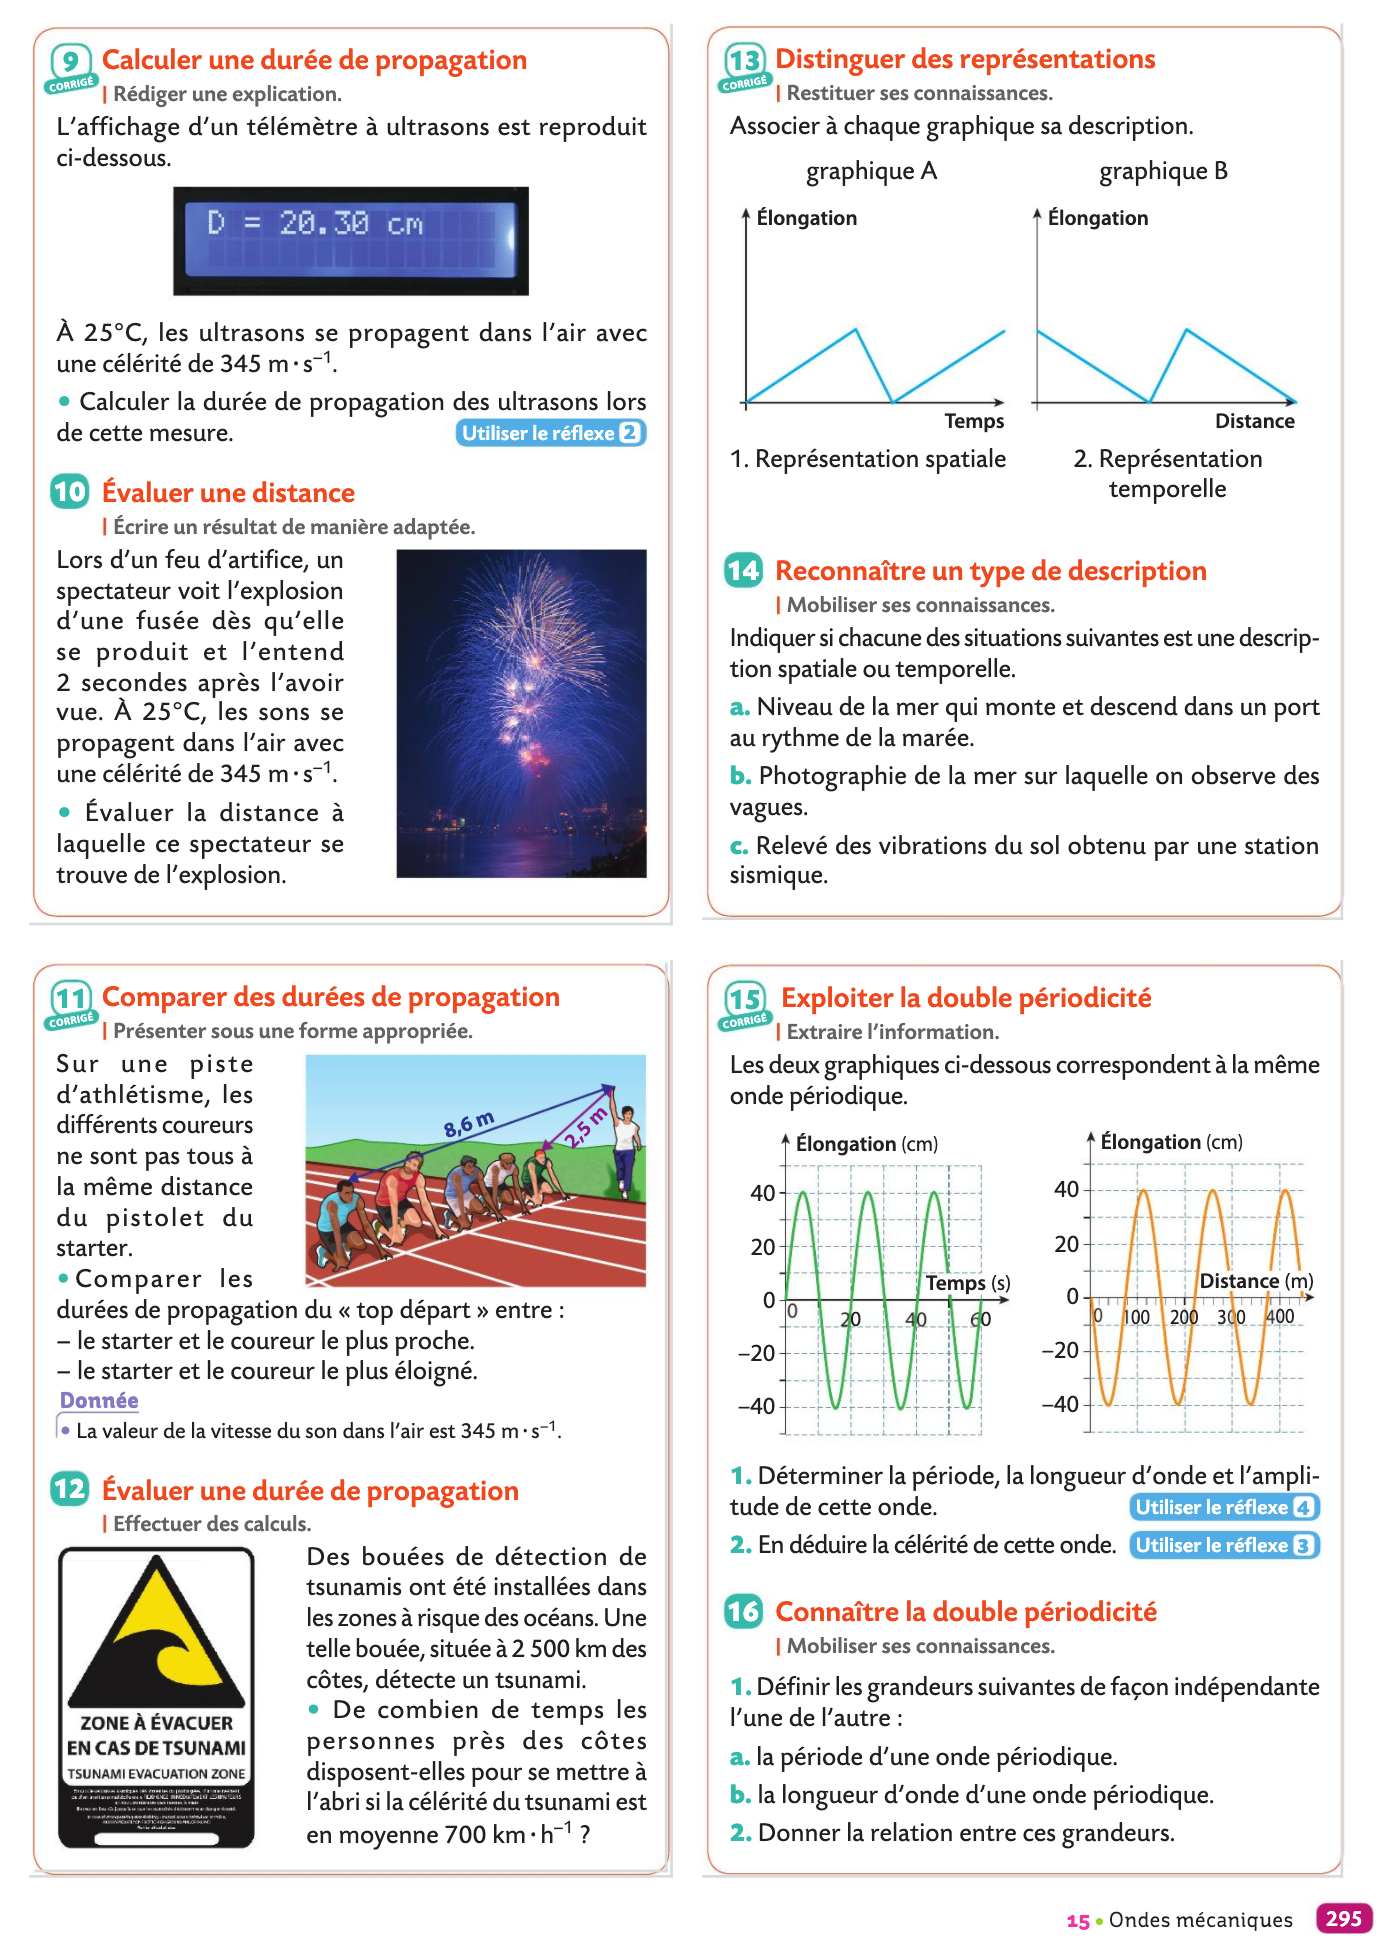 9 Calculer une durée de propagation
CORRIGÉ
| Rédiger une explication.
L'affichage d'un télémètre à ultrasons est reproduit
ci-dessous.
D = 20.30 cm
À 25°C, les ultrasons se propagent dans l'air avec
une célérité de 345 m·s⁻¹.
• Calculer la durée de propagation des ultrasons lors
de cette mesure.
Utiliser le réflexe 2
10 Évaluer une distance
| Écrire un résultat de manière adaptée.
Lors d'un feu d'artifice, un
spectateur voit l'explosion
d'une fusée dès qu'elle
se produit et l'entend
2 secondes après l'avoir
vue. À 25°C, les sons se
propagent dans l'air avec
une célérité de 345 m·s⁻¹.
• Évaluer la distance à
laquelle ce spectateur se
trouve de l'explosion.
11 Comparer des durées de propagation
CORRIGÉ
| Présenter sous une forme appropriée.
Sur une piste
d'athlétisme, les
différents coureurs
ne sont pas tous à
la même distance
du pistolet du
starter.
8,6 m
2,5 m
• Comparer les
durées de propagation du « top départ » entre :
– le starter et le coureur le plus proche.
– le starter et le coureur le plus éloigné.
Donnée
• La valeur de la vitesse du son dans l'air est 345 m·s⁻¹.
12 Évaluer une durée de propagation
| Effectuer des calculs.
ZONE À ÉVACUER
EN CAS DE TSUNAMI
TSUNAMI EVACUATION ZONE
Des bouées de détection de
tsunamis ont été installées dans
les zones à risque des océans. Une
telle bouée, située à 2 500 km des
côtes, détecte un tsunami.
• De combien de temps les
personnes près des côtes
disposent-elles pour se mettre à
l'abri si la célérité du tsunami est
en moyenne 700 km·h⁻¹ ?
13 Distinguer des représentations
CORRIGÉ
| Restituer ses connaissances.
Associer à chaque graphique sa description.
graphique A
graphique B
Élongation
Temps
Élongation
Distance
1. Représentation spatiale
2. Représentation
temporelle
14 Reconnaître un type de description
| Mobiliser ses connaissances.
Indiquer si chacune des situations suivantes est une descrip-
tion spatiale ou temporelle.
a. Niveau de la mer qui monte et descend dans un port
au rythme de la marée.
b. Photographie de la mer sur laquelle on observe des
vagues.
c. Relevé des vibrations du sol obtenu par une station
sismique.
15 Exploiter la double périodicité
CORRIGÉ
| Extraire l'information.
Les deux graphiques ci-dessous correspondent à la même
onde périodique.
Élongation (cm)
40
20
0
–20
–40
Temps (s)
0 20 40 60
Élongation (cm)
40
20
0
–20
–40
Distance (m)
0 100 200 300 400
1. Déterminer la période, la longueur d'onde et l'ampli-
tude de cette onde.
Utiliser le réflexe 4
2. En déduire la célérité de cette onde.
Utiliser le réflexe 3
16 Connaître la double périodicité
| Mobiliser ses connaissances.
1. Définir les grandeurs suivantes de façon indépendante
l'une de l'autre :
a. la période d'une onde périodique.
b. la longueur d'onde d'une onde périodique.
2. Donner la relation entre ces grandeurs.
15 • Ondes mécaniques 295